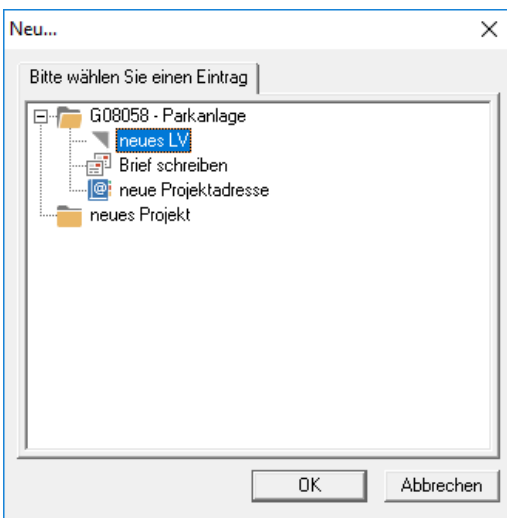 Neu...
Bitte wählen Sie einen Eintrag
G08058 - Parkanlage
neues LV
Brief schreiben
neue Projektadresse
neues Projekt
OK
Abbrechen